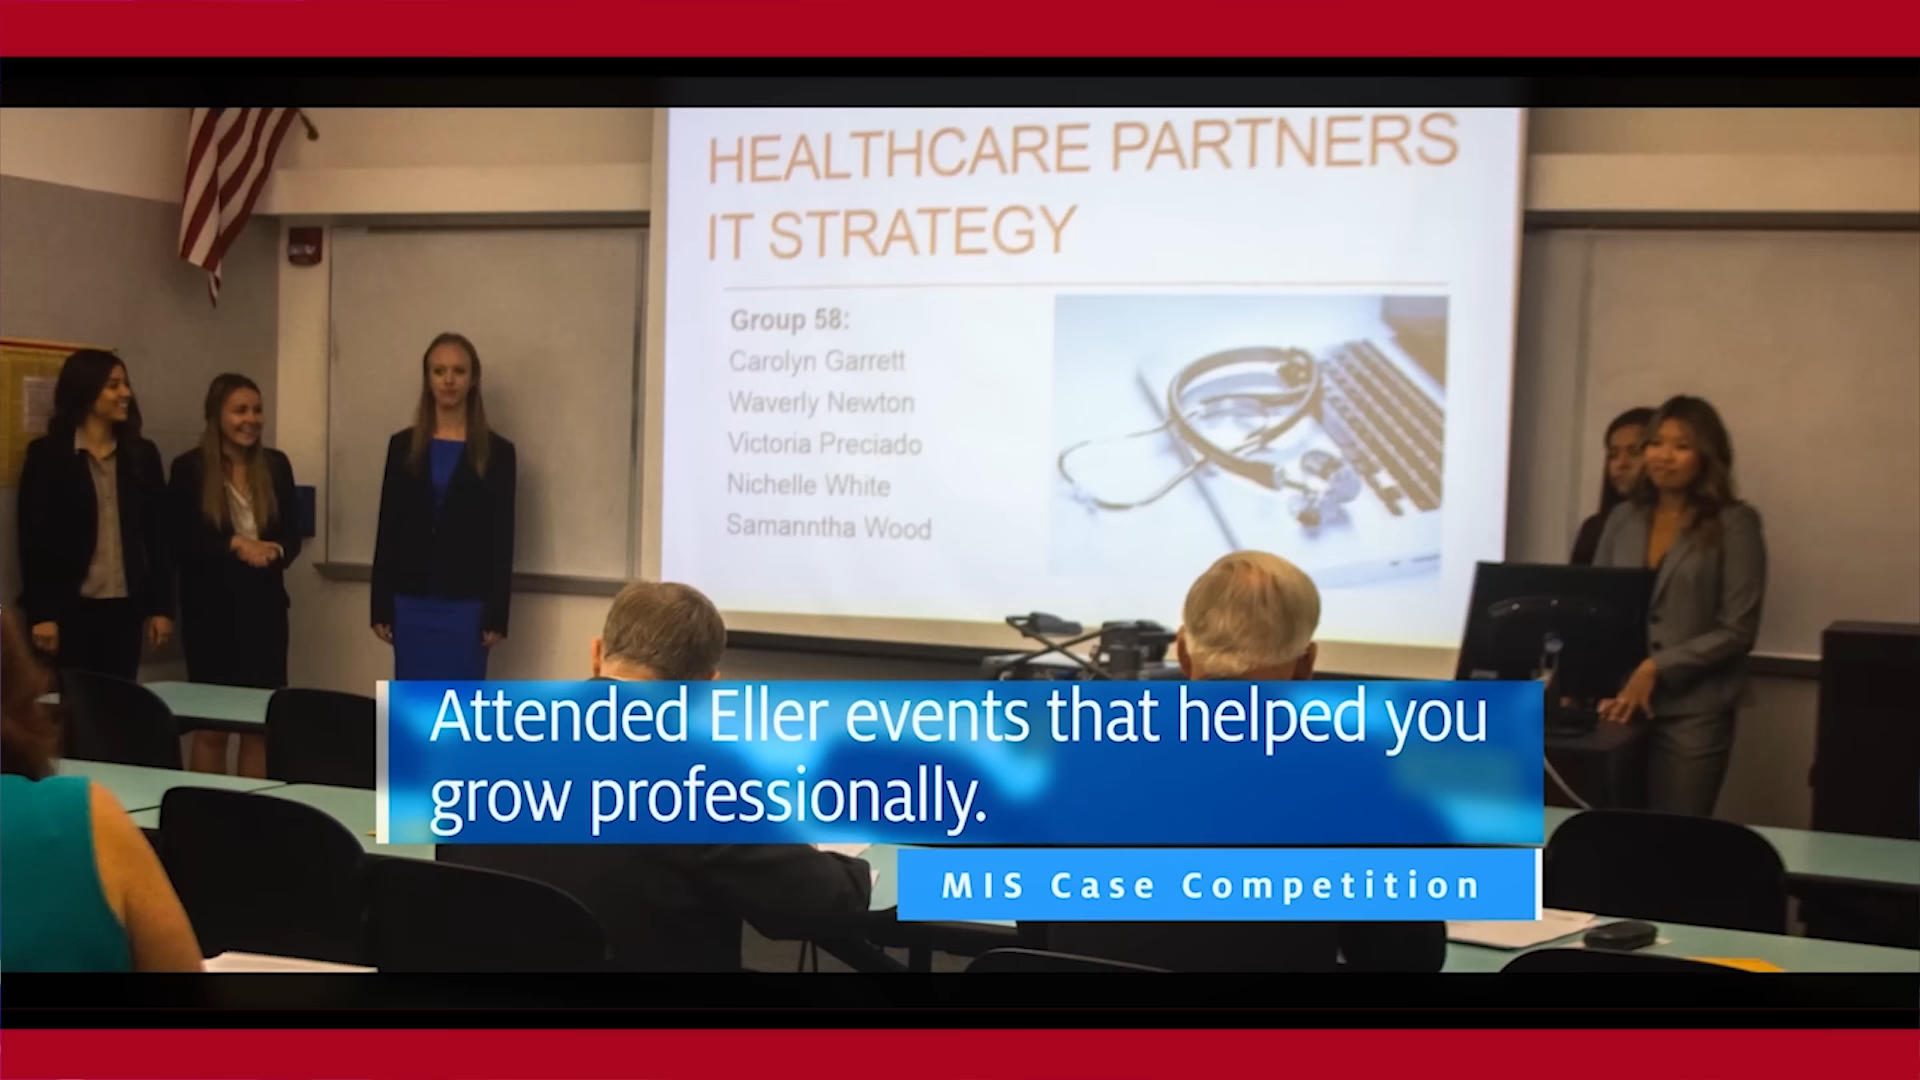 HEALTHCARE PARTNERS
IT STRATEGY
Group 58:
Carolyn Garrett
Waverly Newton
Victoria Preciado
Nichelle White
Samanntha Wood
Attended Eller events that helped you
grow professionally.
MIS Case Competition